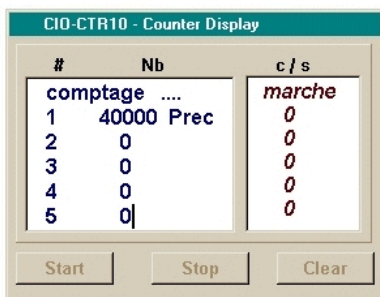 CIO-CTR10 - Counter Display
# Nb c / s
comptage .... marche
1 40000 Prec 0
2 0 0
3 0 0
4 0 0
5 0 0
Start Stop Clear